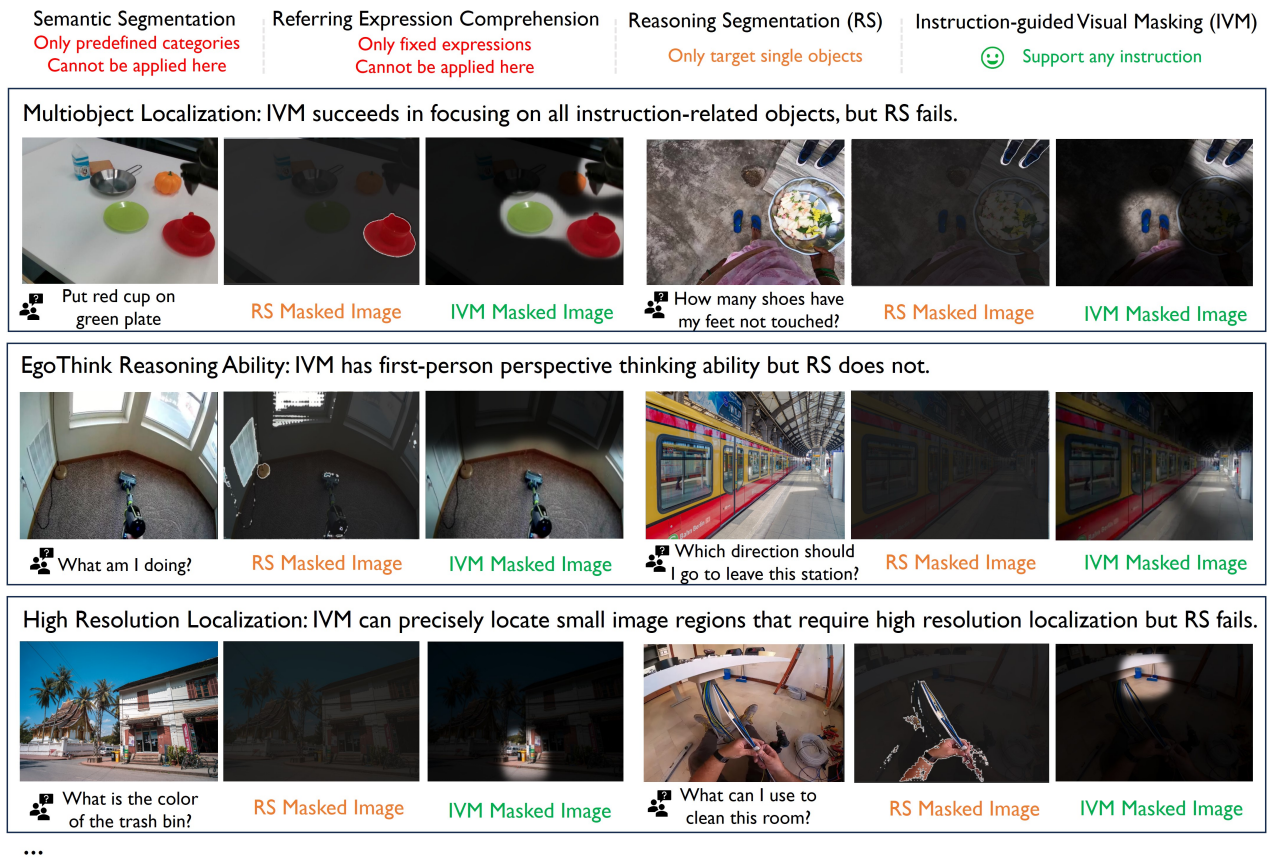 Semantic Segmentation
Only predefined categories
Cannot be applied here
Referring Expression Comprehension
Only fixed expressions
Cannot be applied here
Reasoning Segmentation (RS)
Only target single objects
Instruction-guided Visual Masking (IVM)
Support any instruction
Multiobject Localization: IVM succeeds in focusing on all instruction-related objects, but RS fails.
Put red cup on
green plate
RS Masked Image
IVM Masked Image
How many shoes have
my feet not touched?
RS Masked Image
IVM Masked Image
EgoThink Reasoning Ability: IVM has first-person perspective thinking ability but RS does not.
What am I doing?
RS Masked Image
IVM Masked Image
Which direction should
I go to leave this station?
RS Masked Image
IVM Masked Image
High Resolution Localization: IVM can precisely locate small image regions that require high resolution localization but RS fails.
What is the color
of the trash bin?
RS Masked Image
IVM Masked Image
What can I use to
clean this room?
RS Masked Image
IVM Masked Image
...